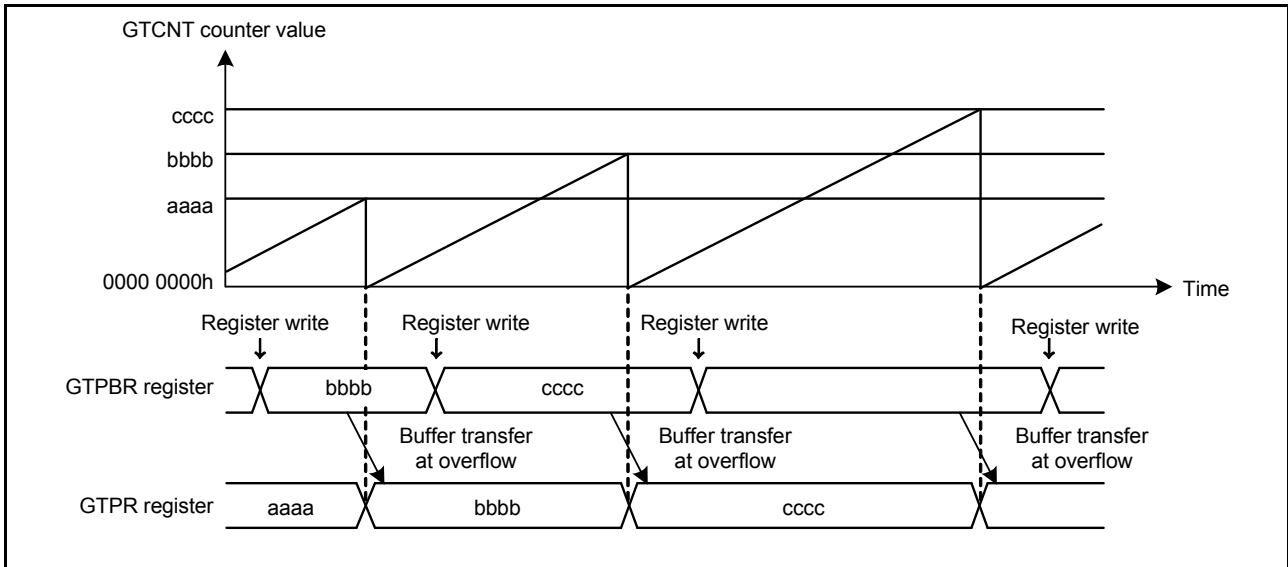 GTCNT counter value
cccc
bbbb
aaaa
0000 0000h
Time
Register write
Register write
Register write
Register write
GTPBR register
bbbb
cccc
Buffer transfer
at overflow
Buffer transfer
at overflow
Buffer transfer
at overflow
GTPR register
aaaa
bbbb
cccc